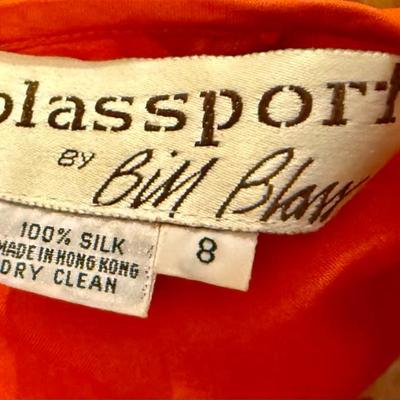 blassport
BY Bill Blass
100% SILK
MADE IN HONG KONG
DRY CLEAN
8